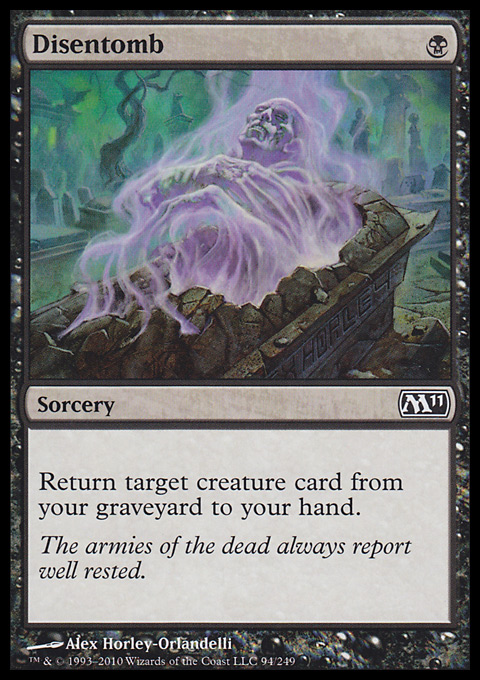 Disentomb
HORLEY
Sorcery
M11
Return target creature card from
your graveyard to your hand.
The armies of the dead always report
well rested.
Alex Horley-Orlandelli
™ & © 1993–2010 Wizards of the Coast LLC 94/249